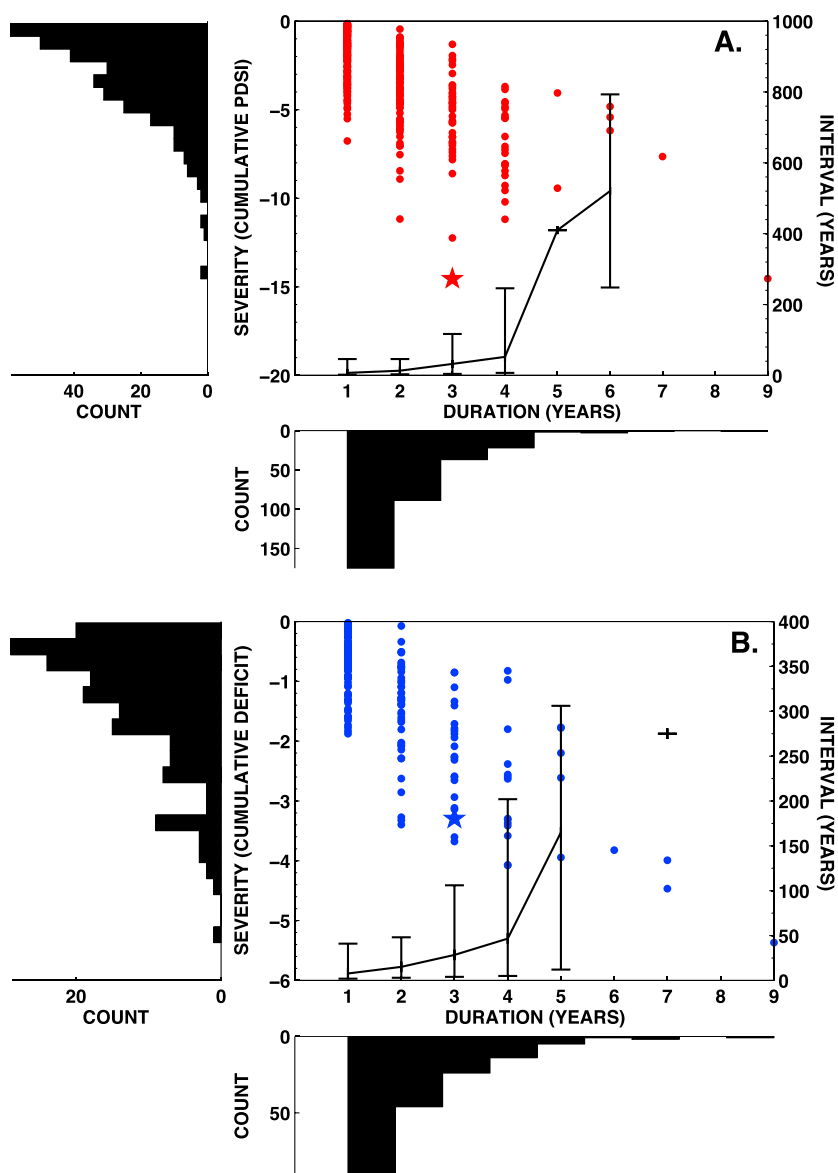 A.
SEVERITY (CUMULATIVE PDSI)
0
−5
−10
−15
−20
INTERVAL (YEARS)
1000
800
600
400
200
0
40 20 0
COUNT
1 2 3 4 5 6 7 8 9
DURATION (YEARS)
COUNT
0
50
100
150
B.
SEVERITY (CUMULATIVE DEFICIT)
0
−1
−2
−3
−4
−5
−6
INTERVAL (YEARS)
400
350
300
250
200
150
100
50
0
20 0
COUNT
1 2 3 4 5 6 7 8 9
DURATION (YEARS)
COUNT
0
50